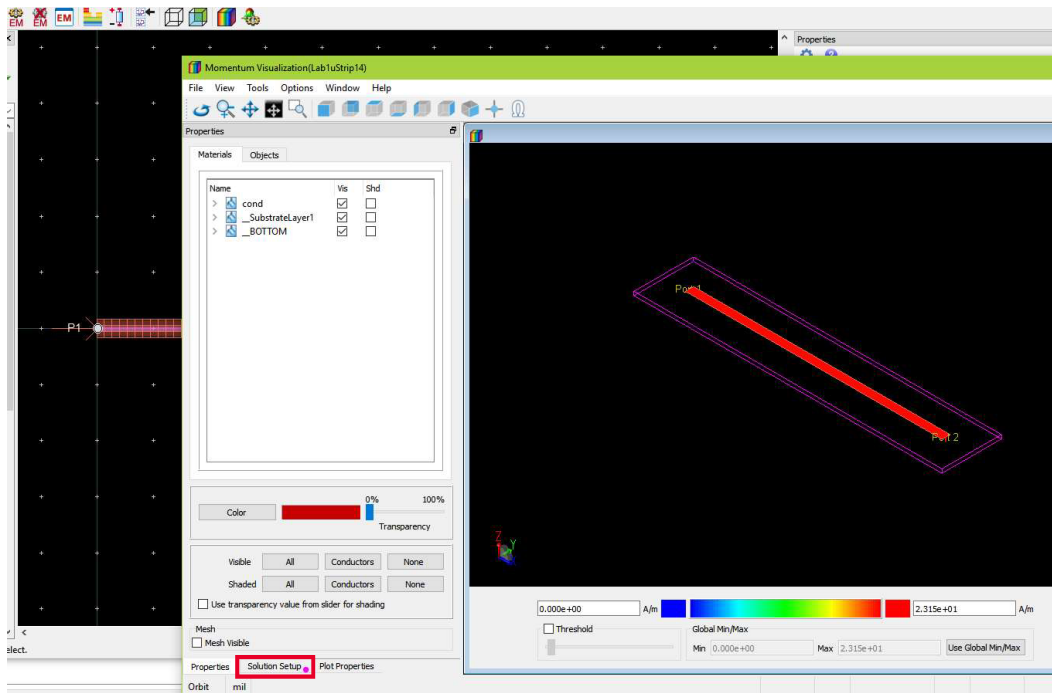 EM EM EM
Properties
Momentum Visualization(Lab1uStrip14)
File View Tools Options Window Help
Properties
Materials Objects
Name Vis Shd
cond
__SubstrateLayer1
__BOTTOM
Port 1
P1
Port 2
0% 100%
Color
Transparency
Z
Y
Visible All Conductors None
Shaded All Conductors None
Use transparency value from slider for shading
0.000e+00 A/m 2.315e+01 A/m
Threshold Global Min/Max
Min 0.000e+00 Max 2.315e+01 Use Global Min/Max
Mesh
Mesh Visible
elect.
Properties Solution Setup Plot Properties
Orbit mil